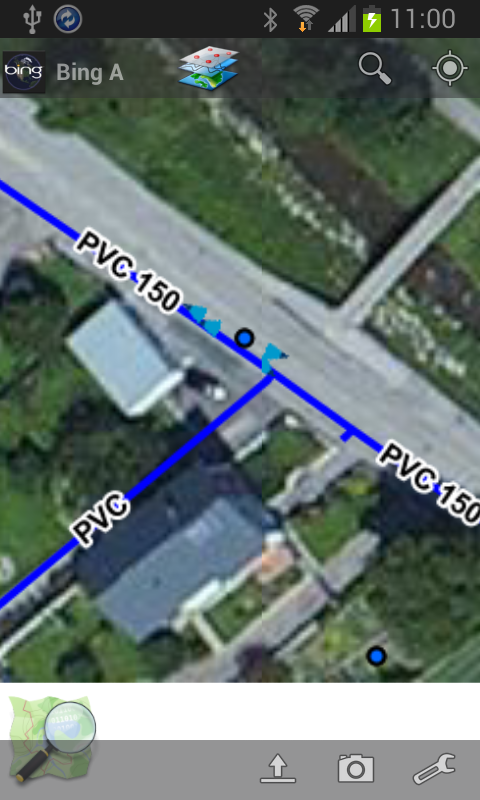 11:00
bing
Bing A
PVC 150
PVC 150
PVC